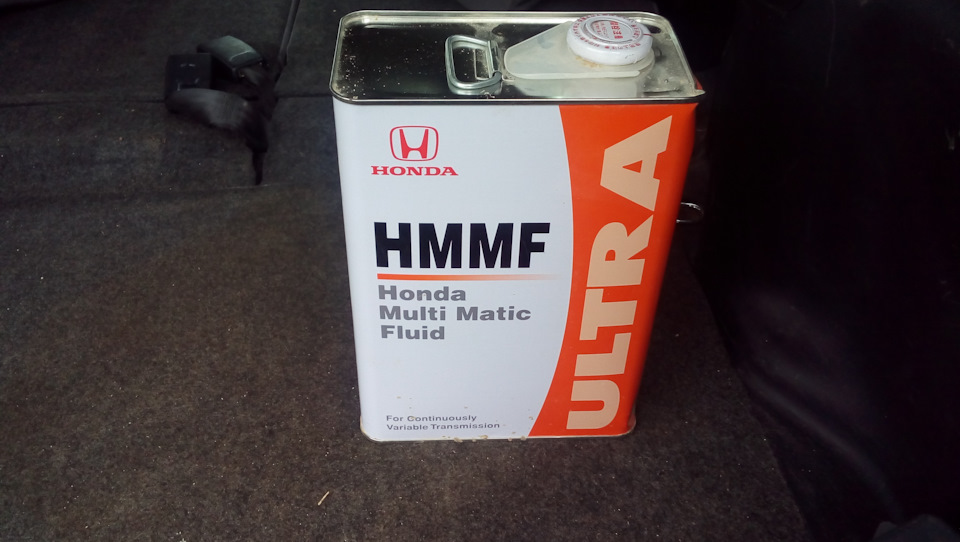 HONDA
HMMF
Honda
Multi Matic
Fluid
For Continuously
Variable Transmission
ULTRA